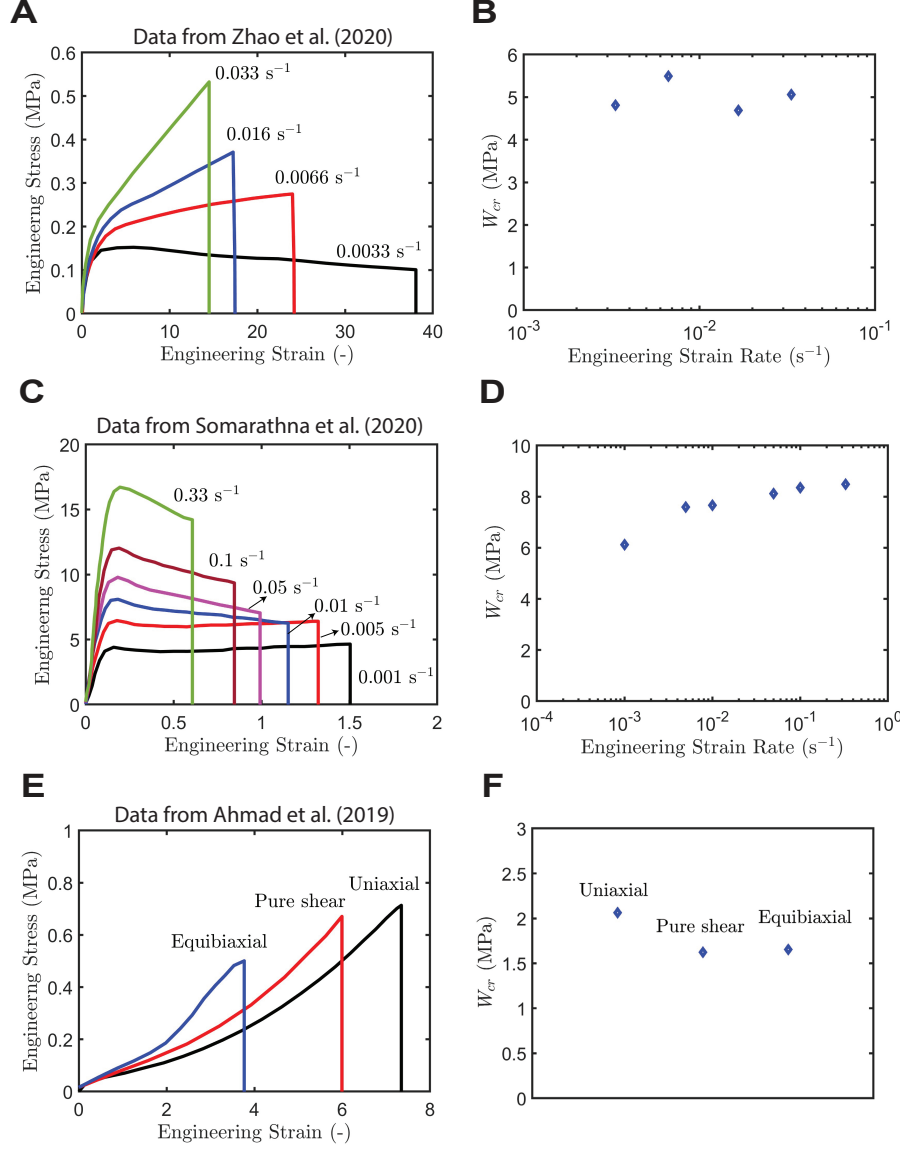 A
Data from Zhao et al. (2020)
0.6
0.5
0.4
0.3
0.2
0.1
0
0
10
20
30
40
Engineerng Stress (MPa)
Engineering Strain (-)
0.033 s⁻¹
0.016 s⁻¹
0.0066 s⁻¹
0.0033 s⁻¹
B
6
5
4
3
2
1
0
10⁻³
10⁻²
10⁻¹
W_cr (MPa)
Engineering Strain Rate (s⁻¹)
C
Data from Somarathna et al. (2020)
20
15
10
5
0
0
0.5
1
1.5
2
Engineerng Stress (MPa)
Engineering Strain (-)
0.33 s⁻¹
0.1 s⁻¹
0.05 s⁻¹
0.01 s⁻¹
0.005 s⁻¹
0.001 s⁻¹
D
10
8
6
4
2
0
10⁻⁴
10⁻³
10⁻²
10⁻¹
10⁰
W_cr (MPa)
Engineering Strain Rate (s⁻¹)
E
Data from Ahmad et al. (2019)
1
0.8
0.6
0.4
0.2
0
0
2
4
6
8
Engineerng Stress (MPa)
Engineering Strain (-)
Uniaxial
Pure shear
Equibiaxial
F
3
2.5
2
1.5
1
0.5
0
W_cr (MPa)
Uniaxial
Pure shear
Equibiaxial